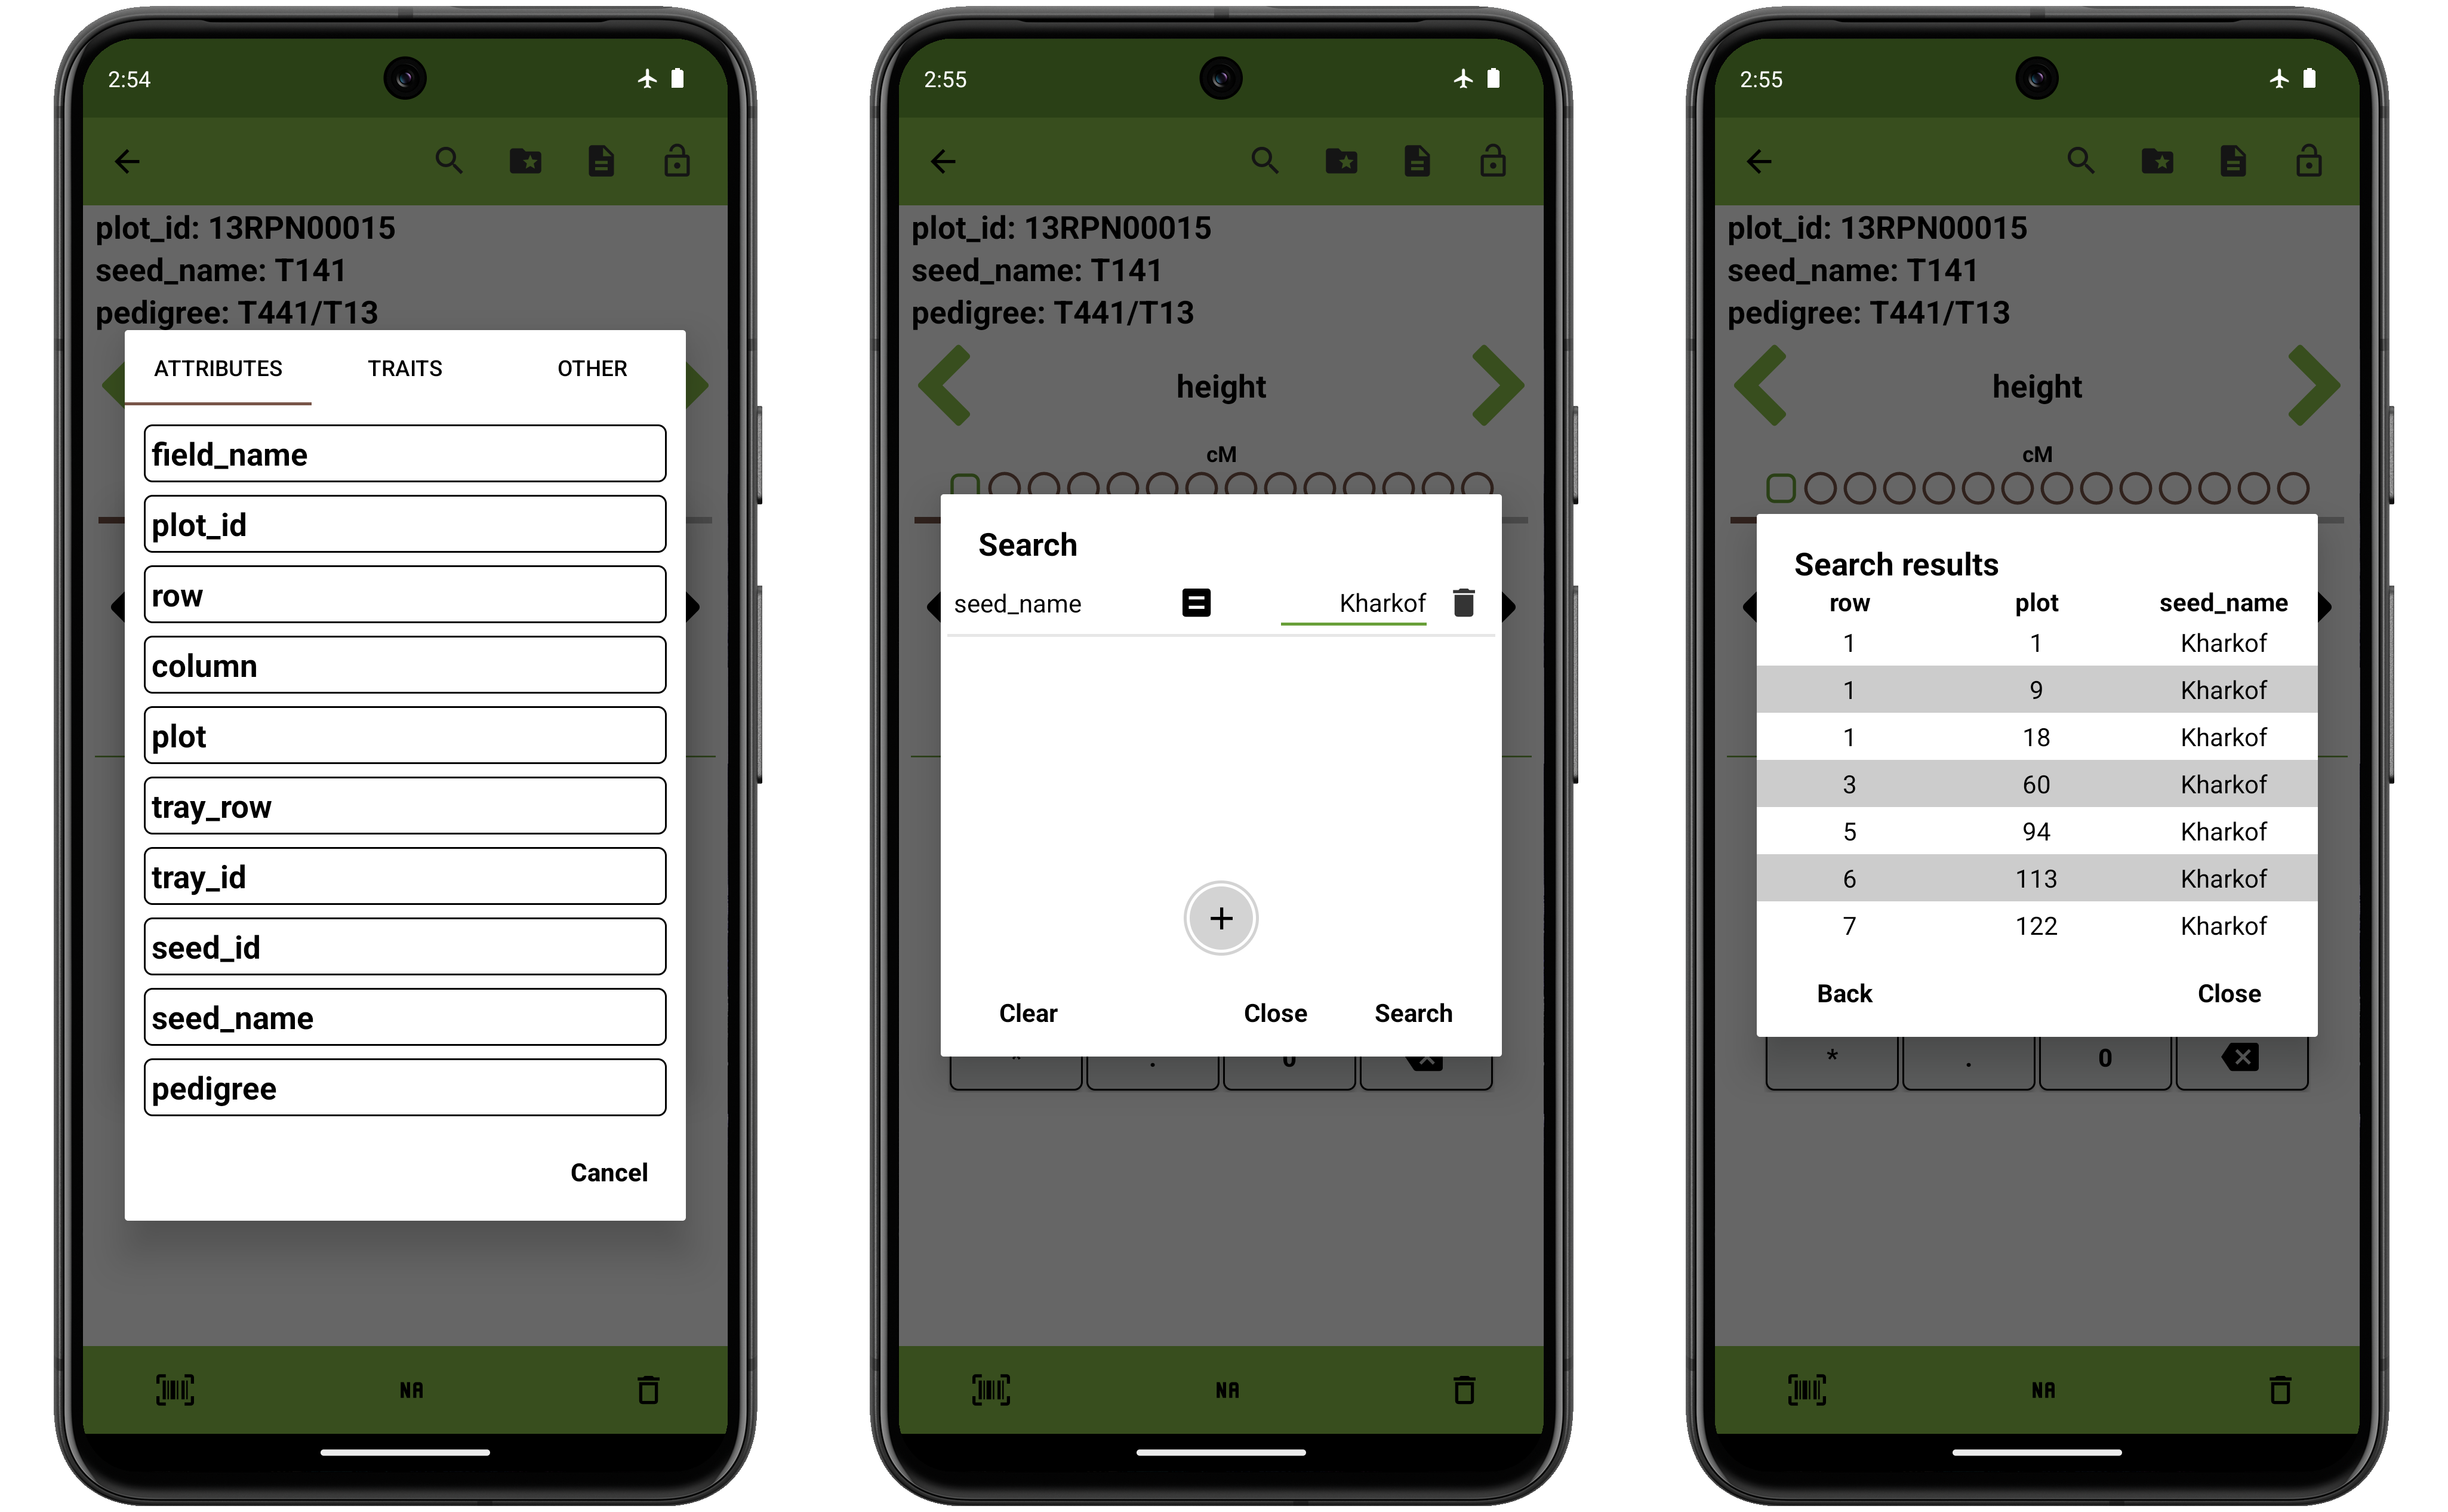 2:54
plot_id: 13RPN00015
seed_name: T141
pedigree: T441/T13
ATTRIBUTES TRAITS OTHER
field_name
plot_id
row
column
plot
tray_row
tray_id
seed_id
seed_name
pedigree
Cancel
NA
2:55
plot_id: 13RPN00015
seed_name: T141
pedigree: T441/T13
height
cM
Search
seed_name = Kharkof
+
Clear Close Search
* . 0
NA
2:55
plot_id: 13RPN00015
seed_name: T141
pedigree: T441/T13
height
cM
Search results
row plot seed_name
1 1 Kharkof
1 9 Kharkof
1 18 Kharkof
3 60 Kharkof
5 94 Kharkof
6 113 Kharkof
7 122 Kharkof
Back Close
* . 0
NA